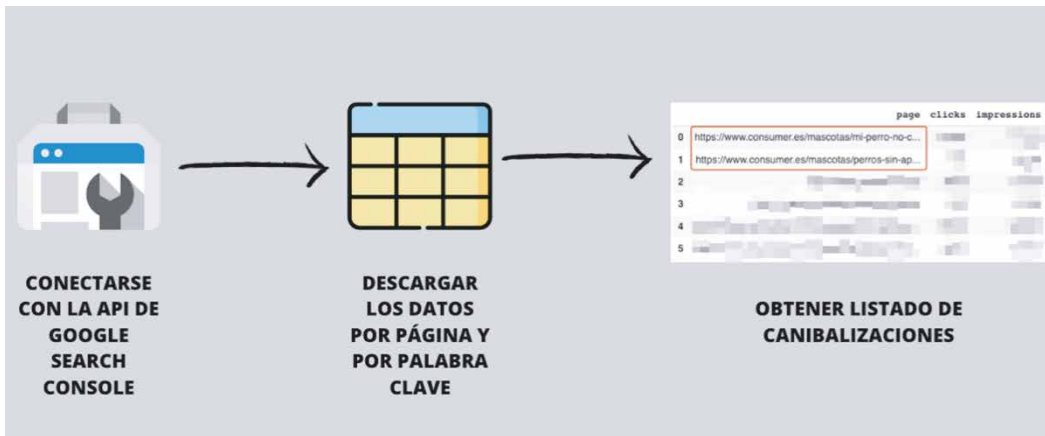 page clicks impressions
0 https://www.consumer.es/mascotas/mi-perro-no-c...
1 https://www.consumer.es/mascotas/perros-sin-ap...
2
3
4
5
CONECTARSE
CON LA API DE
GOOGLE
SEARCH
CONSOLE
DESCARGAR
LOS DATOS
POR PÁGINA Y
POR PALABRA
CLAVE
OBTENER LISTADO DE
CANIBALIZACIONES